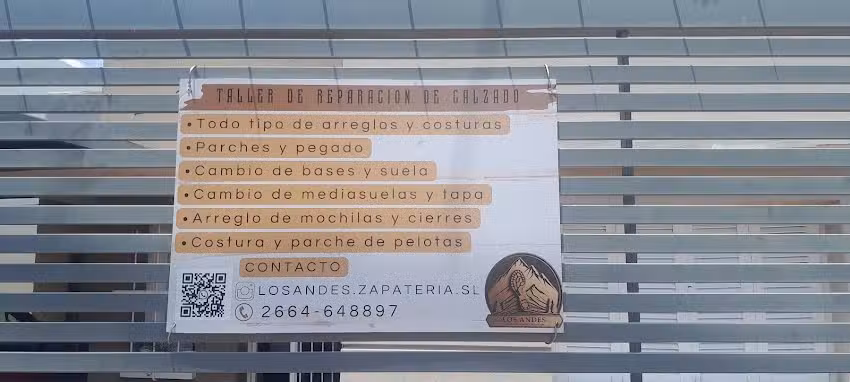 TALLER DE REPARACION DE CALZADO
• Todo tipo de arreglos y costuras
• Parches y pegado
• Cambio de bases y suela
• Cambio de mediasuelas y tapa
• Arreglo de mochilas y cierres
• Costura y parche de pelotas
CONTACTO
LOSANDES.ZAPATERIA.SL
2664-648897
LOS ANDES